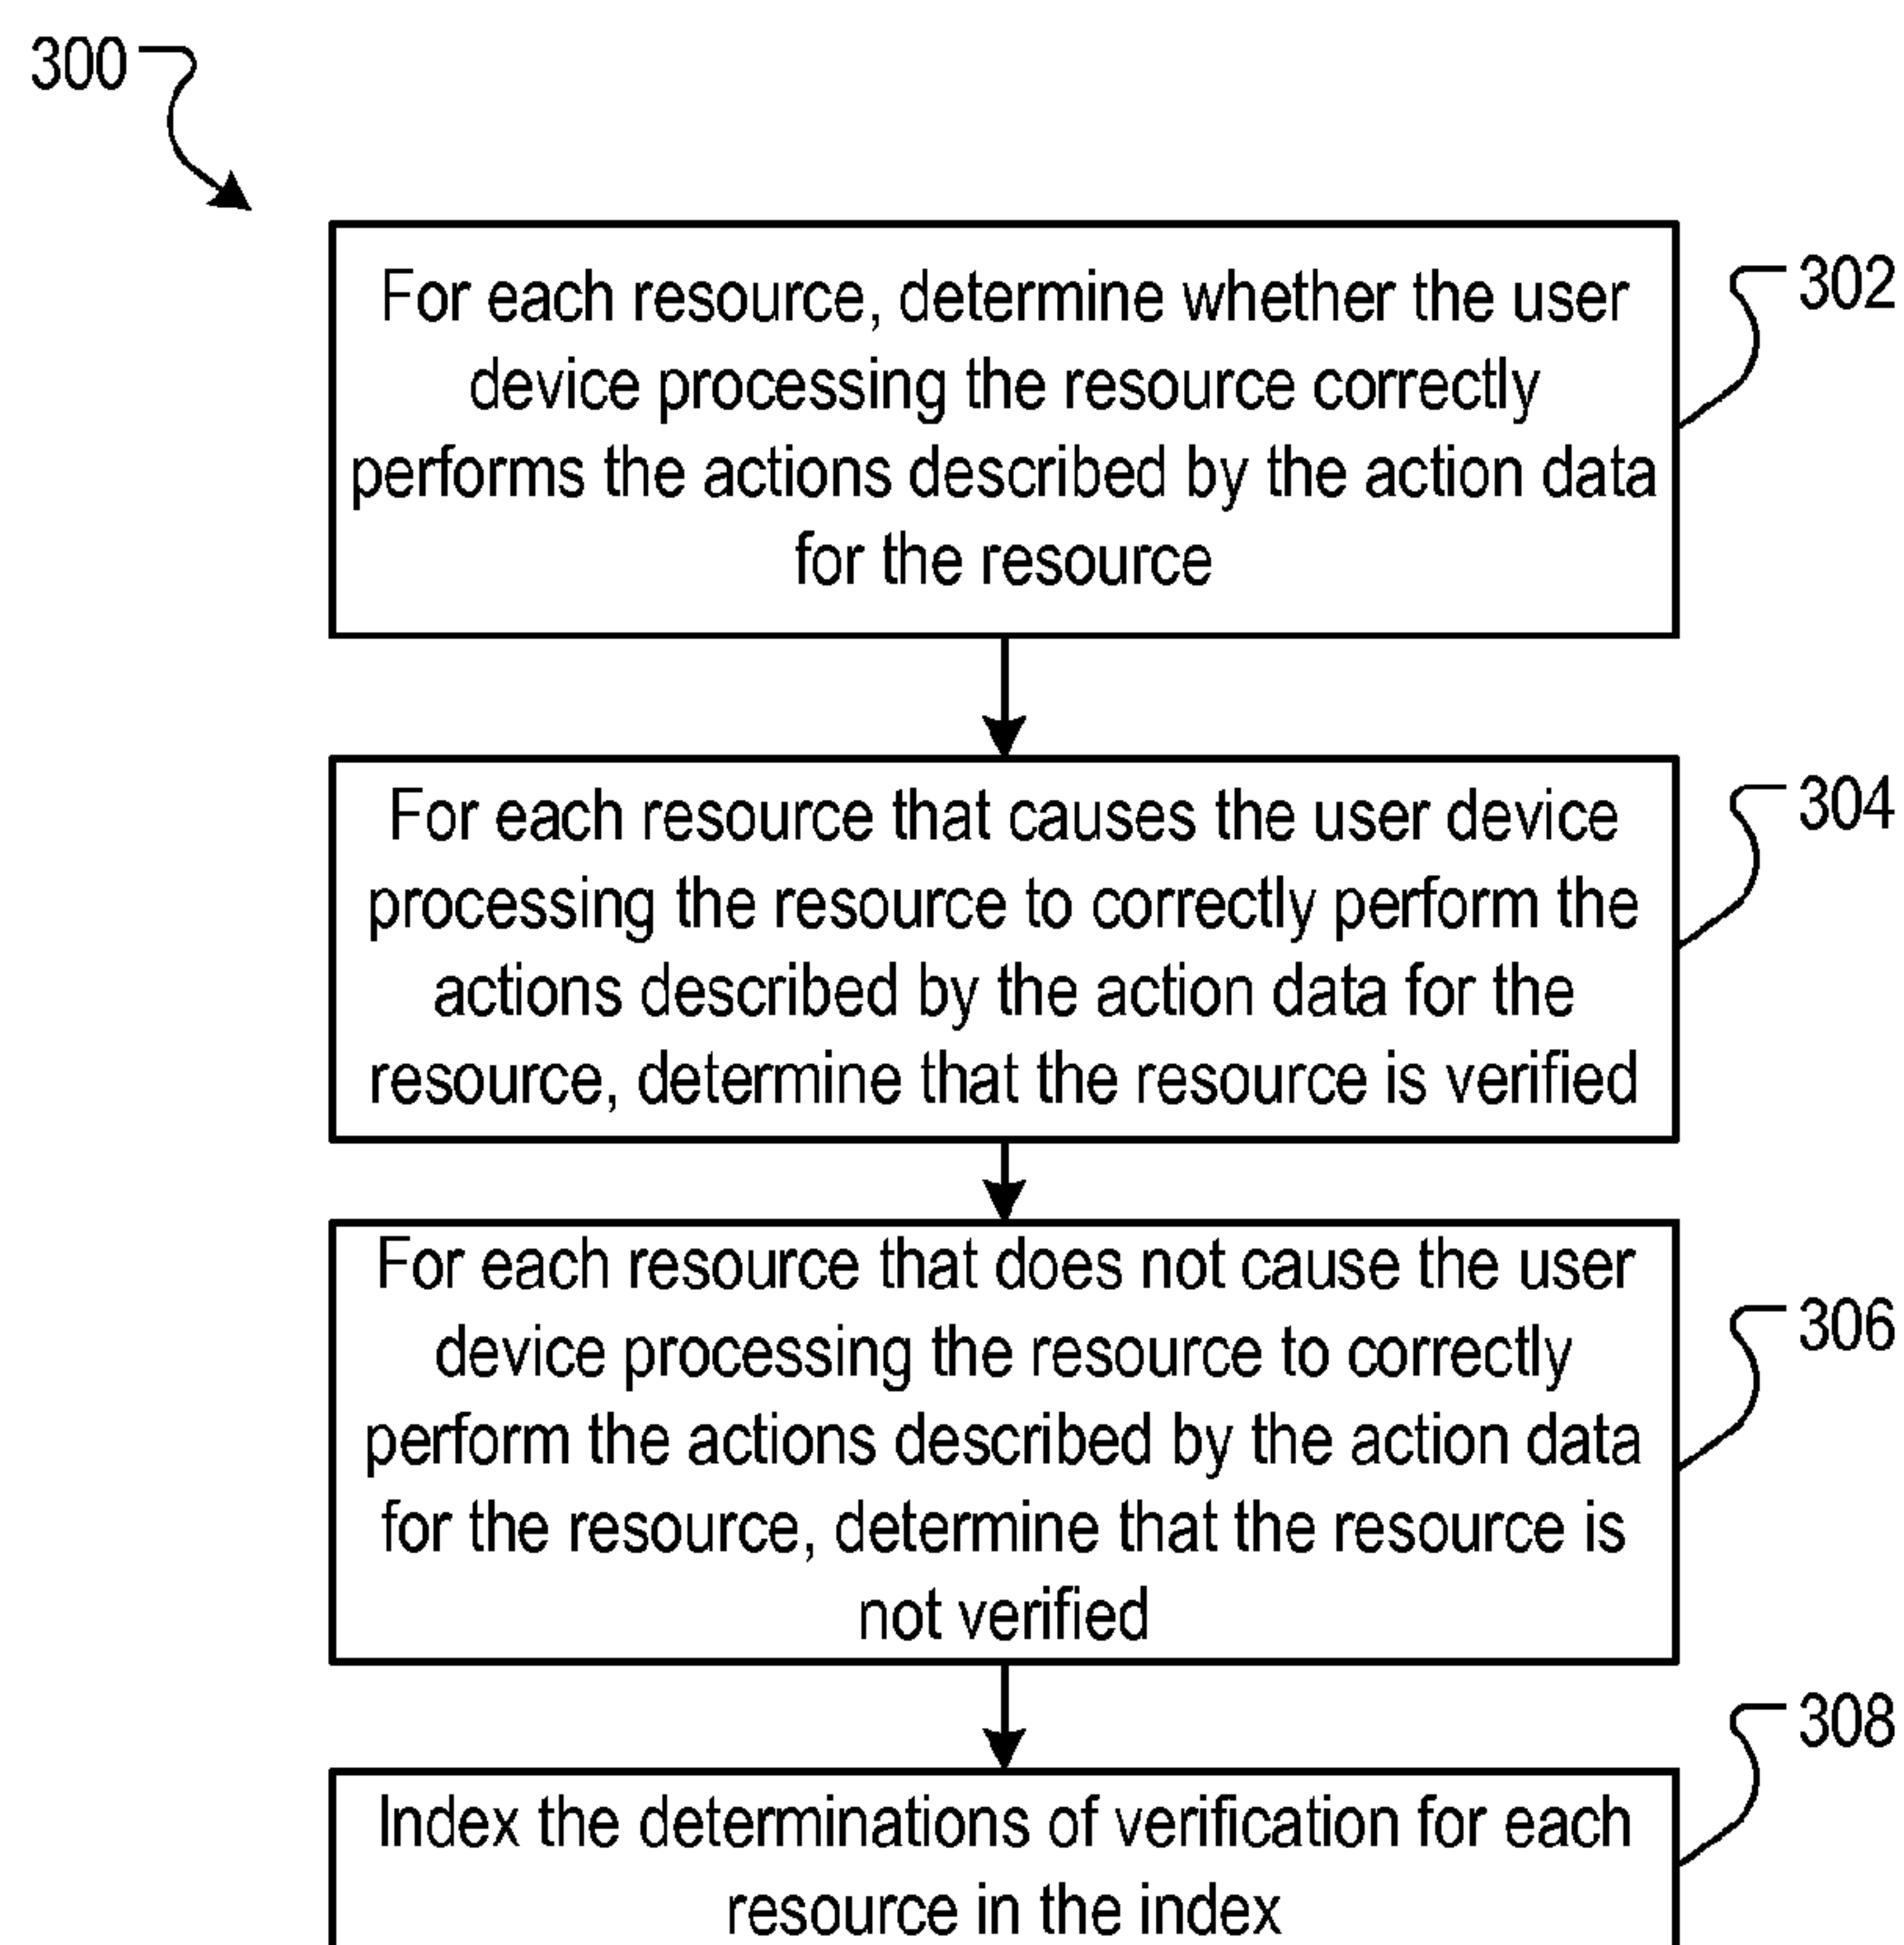 300
For each resource, determine whether the user
device processing the resource correctly
performs the actions described by the action data
for the resource
302
For each resource that causes the user device
processing the resource to correctly perform the
actions described by the action data for the
resource, determine that the resource is verified
304
For each resource that does not cause the user
device processing the resource to correctly
perform the actions described by the action data
for the resource, determine that the resource is
not verified
306
Index the determinations of verification for each
resource in the index
308